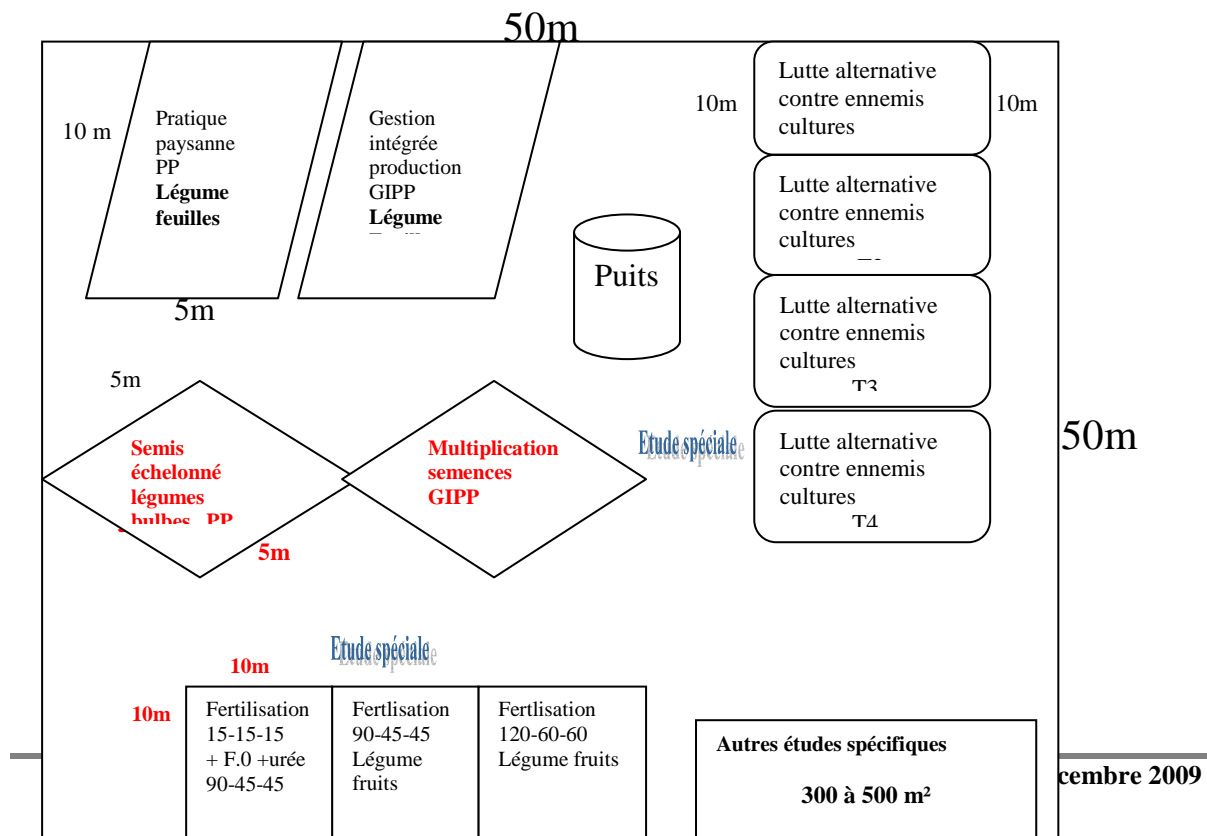 50m
10 m
Pratique
paysanne
PP
Légume
feuilles
5m
Gestion
intégrée
production
GIPP
Légume
Puits
10m
Lutte alternative
contre ennemis
cultures
10m
Lutte alternative
contre ennemis
cultures
Lutte alternative
contre ennemis
cultures
T3
Lutte alternative
contre ennemis
cultures
T4
50m
5m
Semis
échelonné
légumes
bulbes PP
5m
Multiplication
semences
GIPP
Etude spéciale
Etude spéciale
10m
10m
Fertilisation
15-15-15
+ F.0 +urée
90-45-45
Fertlisation
90-45-45
Légume
fruits
Fertlisation
120-60-60
Légume fruits
Autres études spécifiques
300 à 500 m²
cembre 2009